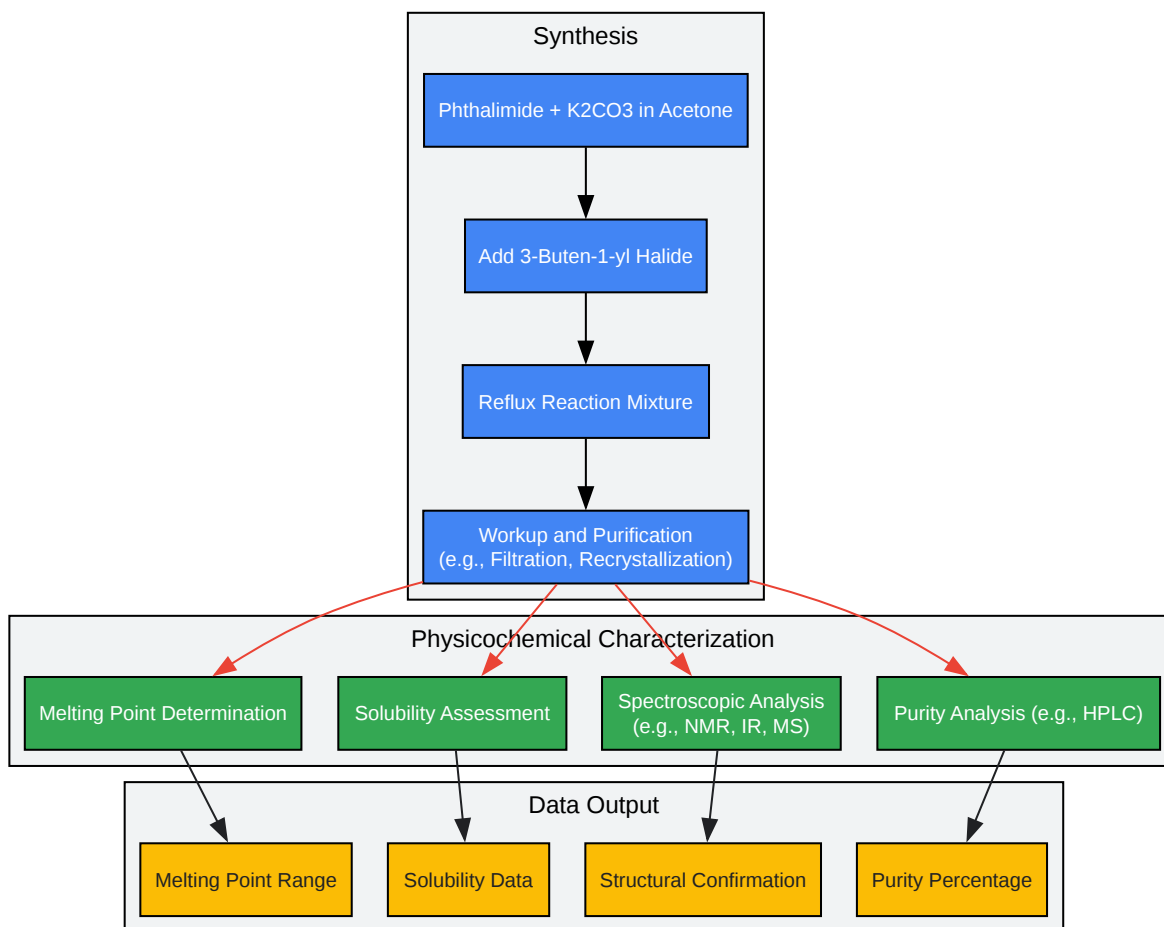 Synthesis
Phthalimide + K2CO3 in Acetone
Add 3-Buten-1-yl Halide
Reflux Reaction Mixture
Workup and Purification
(e.g., Filtration, Recrystallization)
Physicochemical Characterization
Melting Point Determination
Solubility Assessment
Spectroscopic Analysis
(e.g., NMR, IR, MS)
Purity Analysis (e.g., HPLC)
Data Output
Melting Point Range
Solubility Data
Structural Confirmation
Purity Percentage